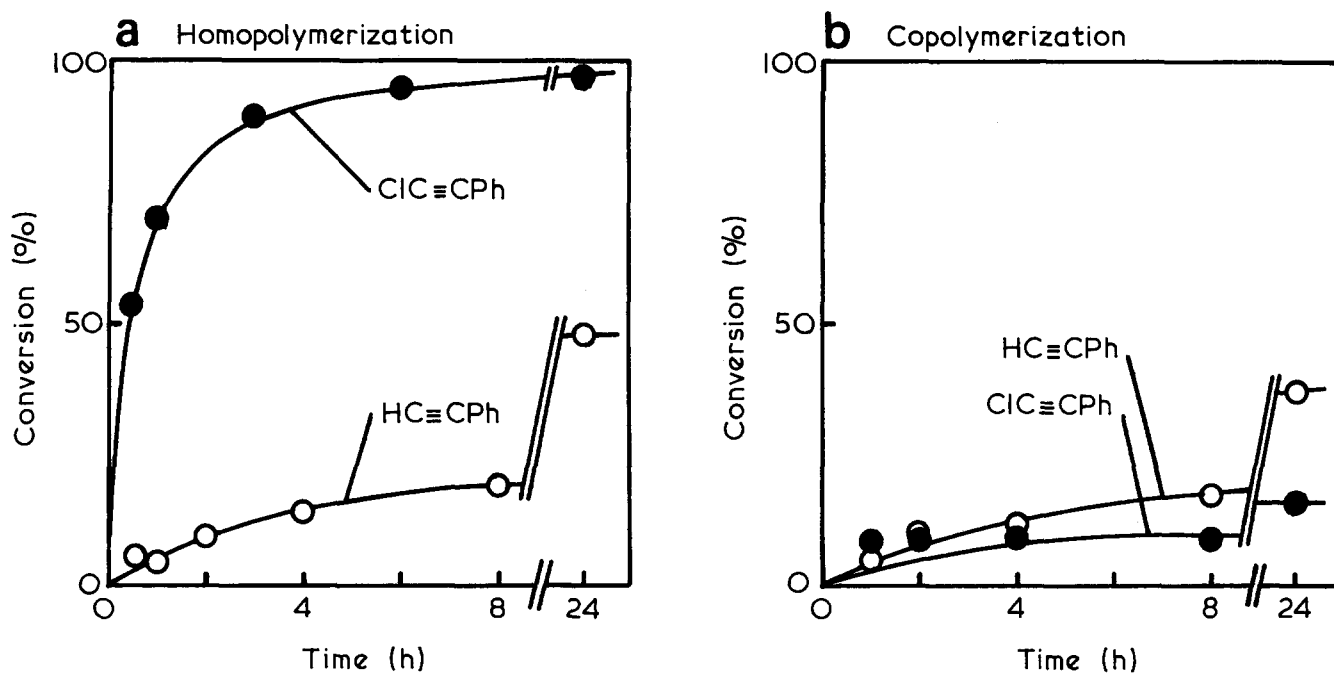 a Homopolymerization
100
50
0
Conversion (%)
ClC≡CPh
HC≡CPh
0 4 8 24
Time (h)
b Copolymerization
100
50
0
Conversion (%)
HC≡CPh
ClC≡CPh
0 4 8 24
Time (h)